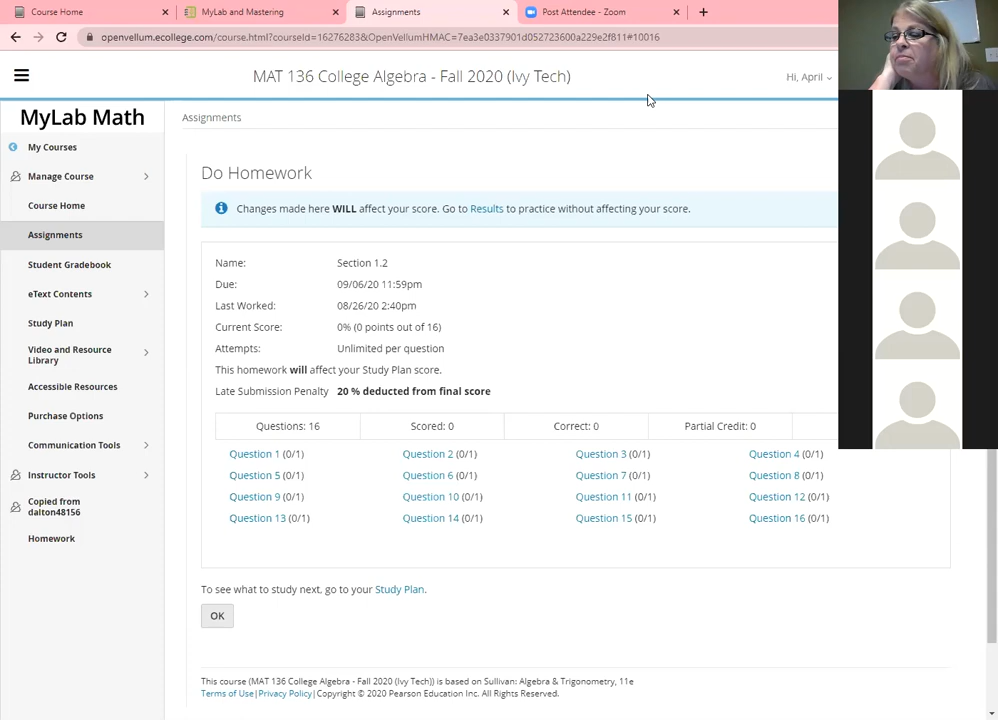 Course Home
MyLab and Mastering
Assignments
Post Attendee - Zoom
openvellum.ecollege.com/course.html?courseId=16276283&OpenVellumHMAC=7ea3e0337901d052723600a229e2f811#10016
MAT 136 College Algebra - Fall 2020 (Ivy Tech)
Hi, April
MyLab Math
My Courses
Manage Course
Course Home
Assignments
Student Gradebook
eText Contents
Study Plan
Video and Resource
Library
Accessible Resources
Purchase Options
Communication Tools
Instructor Tools
Copied from
dalton48156
Homework
Assignments
Do Homework
Changes made here WILL affect your score. Go to Results to practice without affecting your score.
Name: Section 1.2
Due: 09/06/20 11:59pm
Last Worked: 08/26/20 2:40pm
Current Score: 0% (0 points out of 16)
Attempts: Unlimited per question
This homework will affect your Study Plan score.
Late Submission Penalty 20 % deducted from final score
Questions: 16 Scored: 0 Correct: 0 Partial Credit: 0
Question 1 (0/1) Question 2 (0/1) Question 3 (0/1) Question 4 (0/1)
Question 5 (0/1) Question 6 (0/1) Question 7 (0/1) Question 8 (0/1)
Question 9 (0/1) Question 10 (0/1) Question 11 (0/1) Question 12 (0/1)
Question 13 (0/1) Question 14 (0/1) Question 15 (0/1) Question 16 (0/1)
To see what to study next, go to your Study Plan.
OK
This course (MAT 136 College Algebra - Fall 2020 (Ivy Tech)) is based on Sullivan: Algebra & Trigonometry, 11e
Terms of Use|Privacy Policy|Copyright © 2020 Pearson Education Inc. All Rights Reserved.